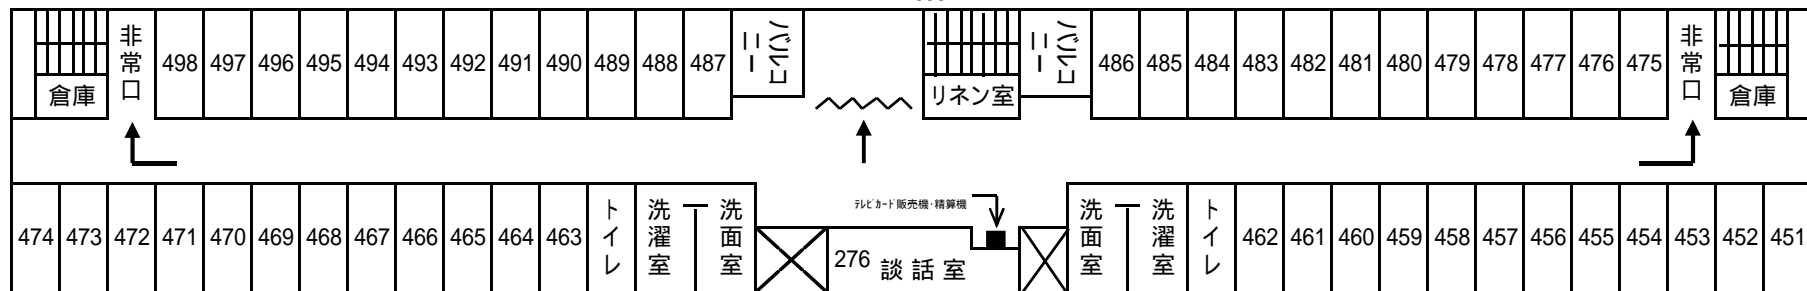 非常口 498 497 496 495 494 493 492 491 490 489 488 487 バルコニー バルコニー 486 485 484 483 482 481 480 479 478 477 476 475 非常口
倉庫 リネン室 倉庫
テレビカード販売機・精算機
474 473 472 471 470 469 468 467 466 465 464 463 トイレ 洗濯室 洗面室 276 談話室 洗面室 洗濯室 トイレ 462 461 460 459 458 457 456 455 454 453 452 451